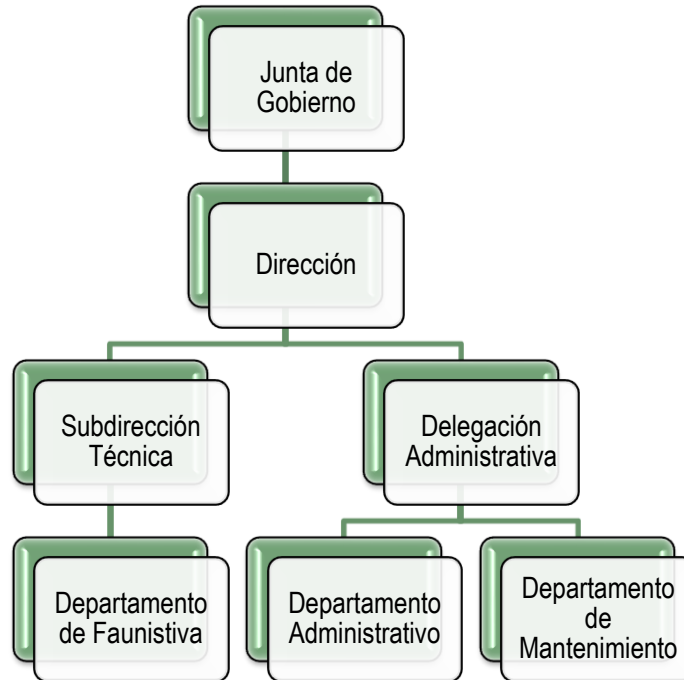 Junta de
Gobierno
Dirección
Subdirección
Técnica
Delegación
Administrativa
Departamento
de Faunistiva
Departamento
Administrativo
Departamento
de
Mantenimiento